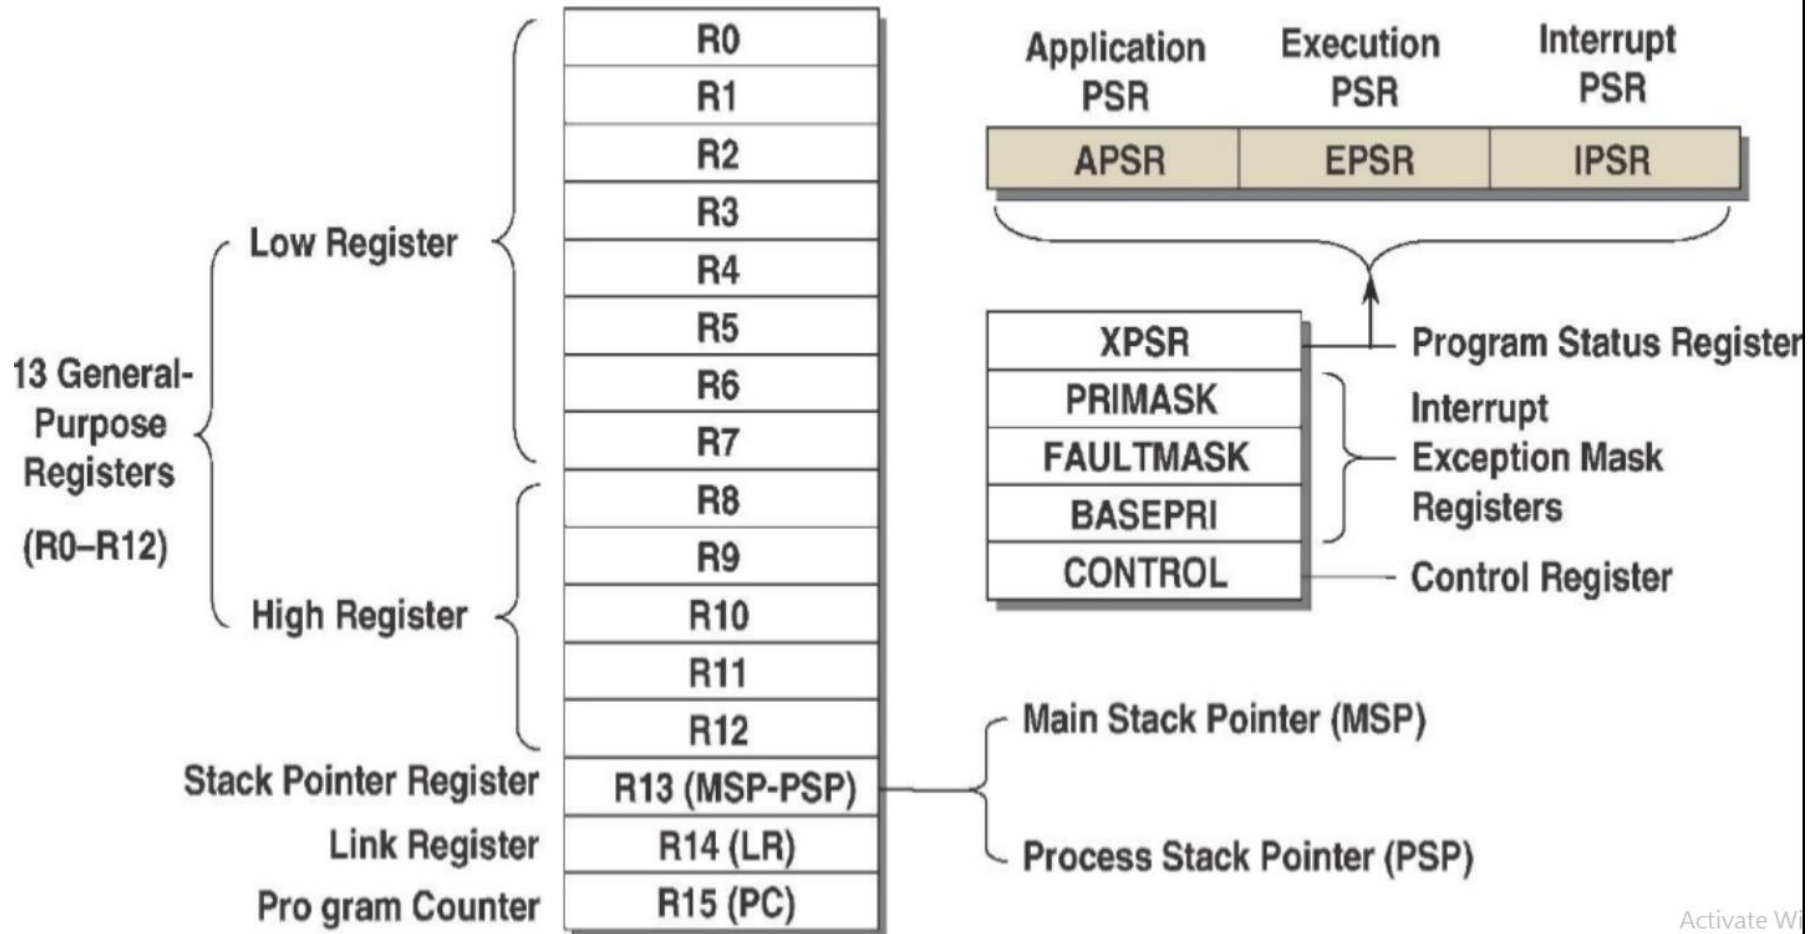 R0
R1
R2
R3
R4
R5
R6
R7
R8
R9
R10
R11
R12
R13 (MSP-PSP)
R14 (LR)
R15 (PC)
Low Register
13 General-
Purpose
Registers
(R0–R12)
High Register
Stack Pointer Register
Link Register
Pro gram Counter
Application
PSR
Execution
PSR
Interrupt
PSR
APSR
EPSR
IPSR
XPSR
PRIMASK
FAULTMASK
BASEPRI
CONTROL
Program Status Register
Interrupt
Exception Mask
Registers
Control Register
Main Stack Pointer (MSP)
Process Stack Pointer (PSP)
Activate Wi